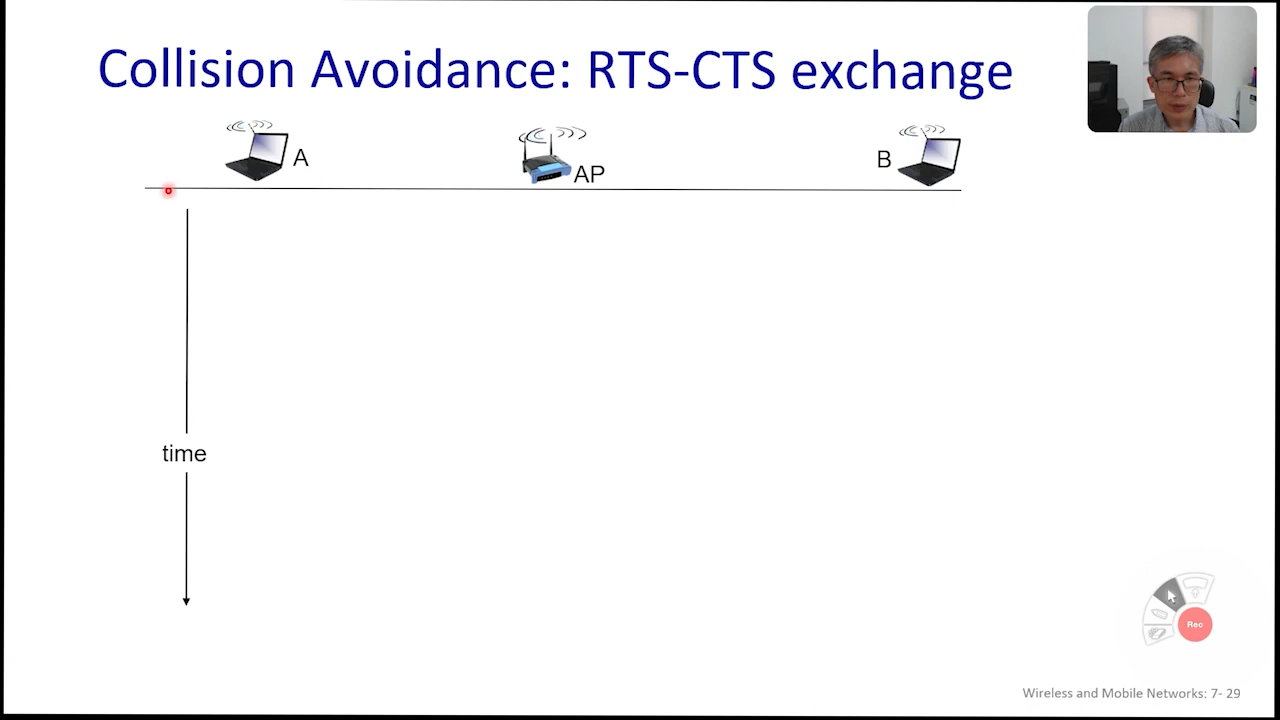 Collision Avoidance: RTS-CTS exchange
A
AP
B
time
Rec
Wireless and Mobile Networks: 7- 29